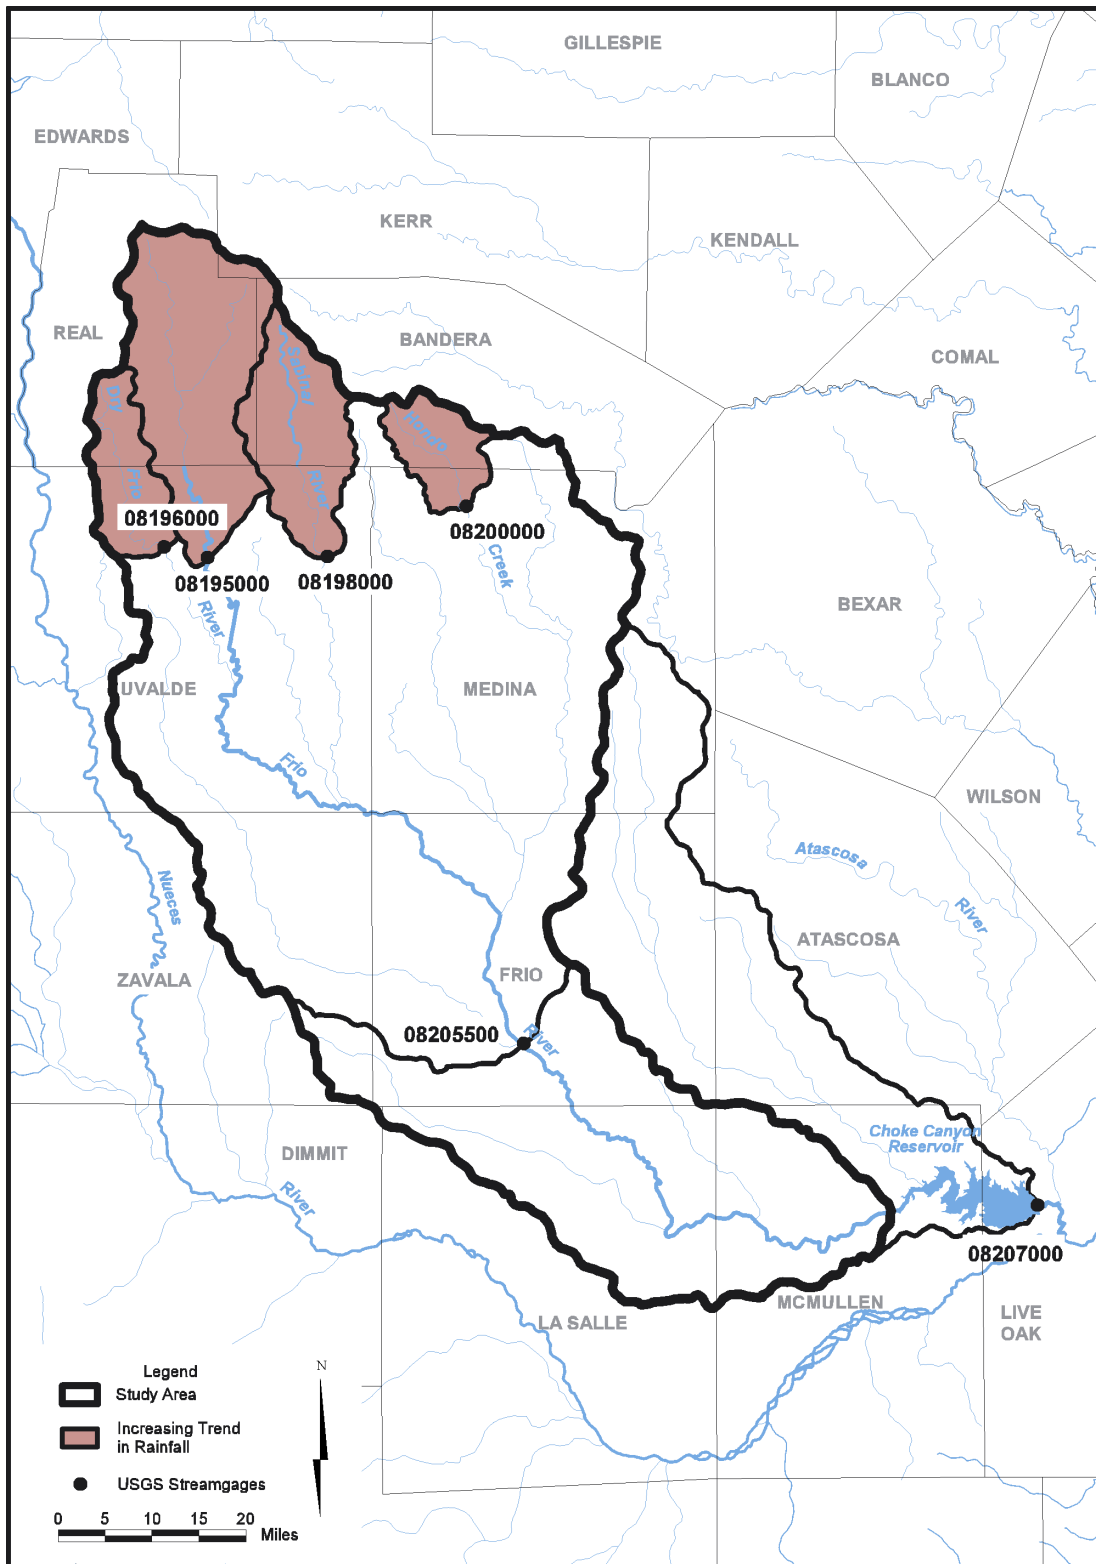 GILLESPIE
BLANCO
EDWARDS
KERR
KENDALL
REAL
BANDERA
COMAL
Dry
Frio
Sabinal
River
Hondo
Creek
08196000
08200000
08195000
08198000
River
BEXAR
UVALDE
MEDINA
Frio
WILSON
Atascosa
River
Nueces
ATASCOSA
ZAVALA
FRIO
08205500
River
Choke Canyon
Reservoir
DIMMIT
River
08207000
MCMULLEN
LA SALLE
LIVE
OAK
Legend
Study Area
Increasing Trend
in Rainfall
USGS Streamgages
N
0 5 10 15 20
Miles